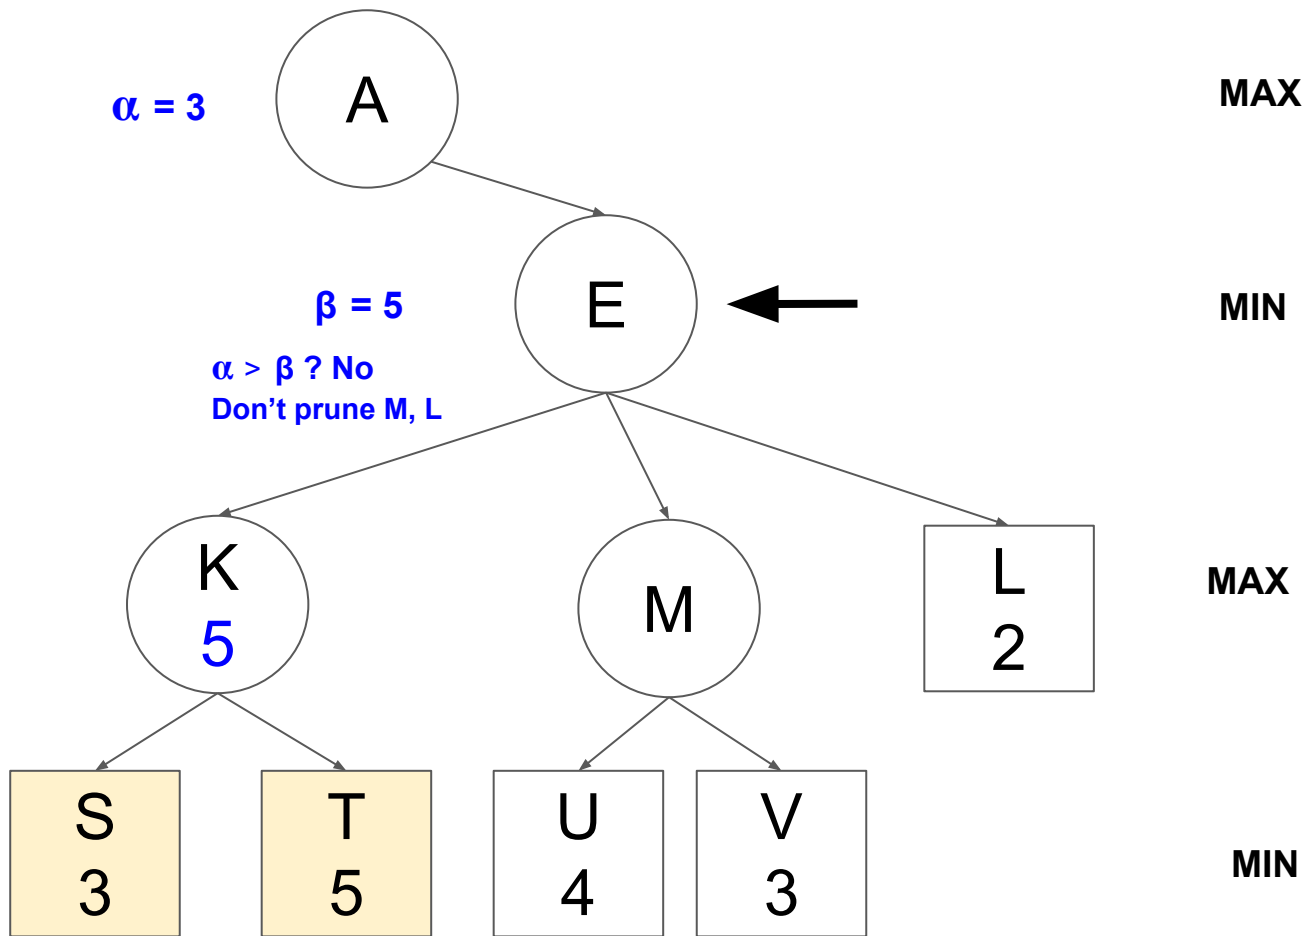 α = 3
A
MAX
β = 5
E
MIN
α > β ? No
Don't prune M, L
K
5
M
L
2
MAX
S
3
T
5
U
4
V
3
MIN